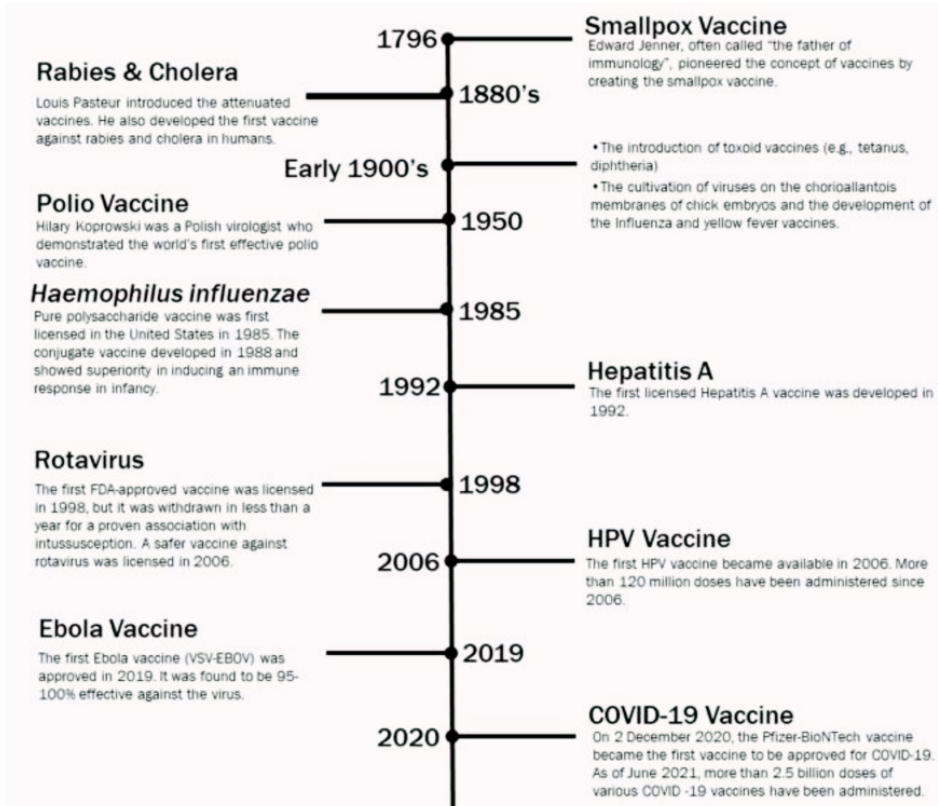 1796
Smallpox Vaccine
Edward Jenner, often called "the father of
immunology", pioneered the concept of vaccines by
creating the smallpox vaccine.
Rabies & Cholera
Louis Pasteur introduced the attenuated
vaccines. He also developed the first vaccine
against rabies and cholera in humans.
1880's
Early 1900's
•The introduction of toxoid vaccines (e.g., tetanus,
diphtheria)
•The cultivation of viruses on the chorioallantois
membranes of chick embryos and the development of
the Influenza and yellow fever vaccines.
Polio Vaccine
Hilary Koprowski was a Polish virologist who
demonstrated the world's first effective polio
vaccine.
1950
Haemophilus influenzae
Pure polysaccharide vaccine was first
licensed in the United States in 1985. The
conjugate vaccine developed in 1988 and
showed superiority in inducing an immune
response in infancy.
1985
1992
Hepatitis A
The first licensed Hepatitis A vaccine was developed in
1992.
Rotavirus
The first FDA-approved vaccine was licensed
in 1998, but it was withdrawn in less than a
year for a proven association with
intussusception. A safer vaccine against
rotavirus was licensed in 2006.
1998
2006
HPV Vaccine
The first HPV vaccine became available in 2006. More
than 120 million doses have been administered since
2006.
Ebola Vaccine
The first Ebola vaccine (VSV-EBOV) was
approved in 2019. It was found to be 95-
100% effective against the virus.
2019
2020
COVID-19 Vaccine
On 2 December 2020, the Pfizer-BioNTech vaccine
became the first vaccine to be approved for COVID-19.
As of June 2021, more than 2.5 billion doses of
various COVID -19 vaccines have been administered.